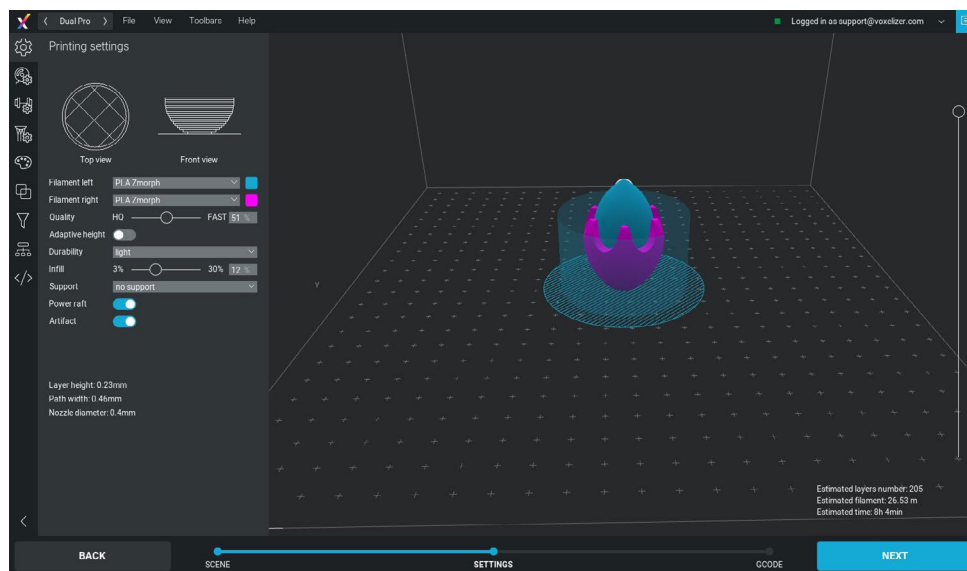 Dual Pro File View Toolbars Help Logged in as support@voxelizer.com
Printing settings
Top view Front view
Filament left PLA Zmorph
Filament right PLA Zmorph
Quality HQ FAST 51 %
Adaptive height
Durability light
Infill 3% 30% 12 %
Support no support
Power raft
Artifact
Layer height: 0.23mm
Path width: 0.46mm
Nozzle diameter: 0.4mm
Y
Estimated layers number: 205
Estimated filament: 26.53 m
Estimated time: 8h 4min
BACK SCENE SETTINGS GCODE NEXT